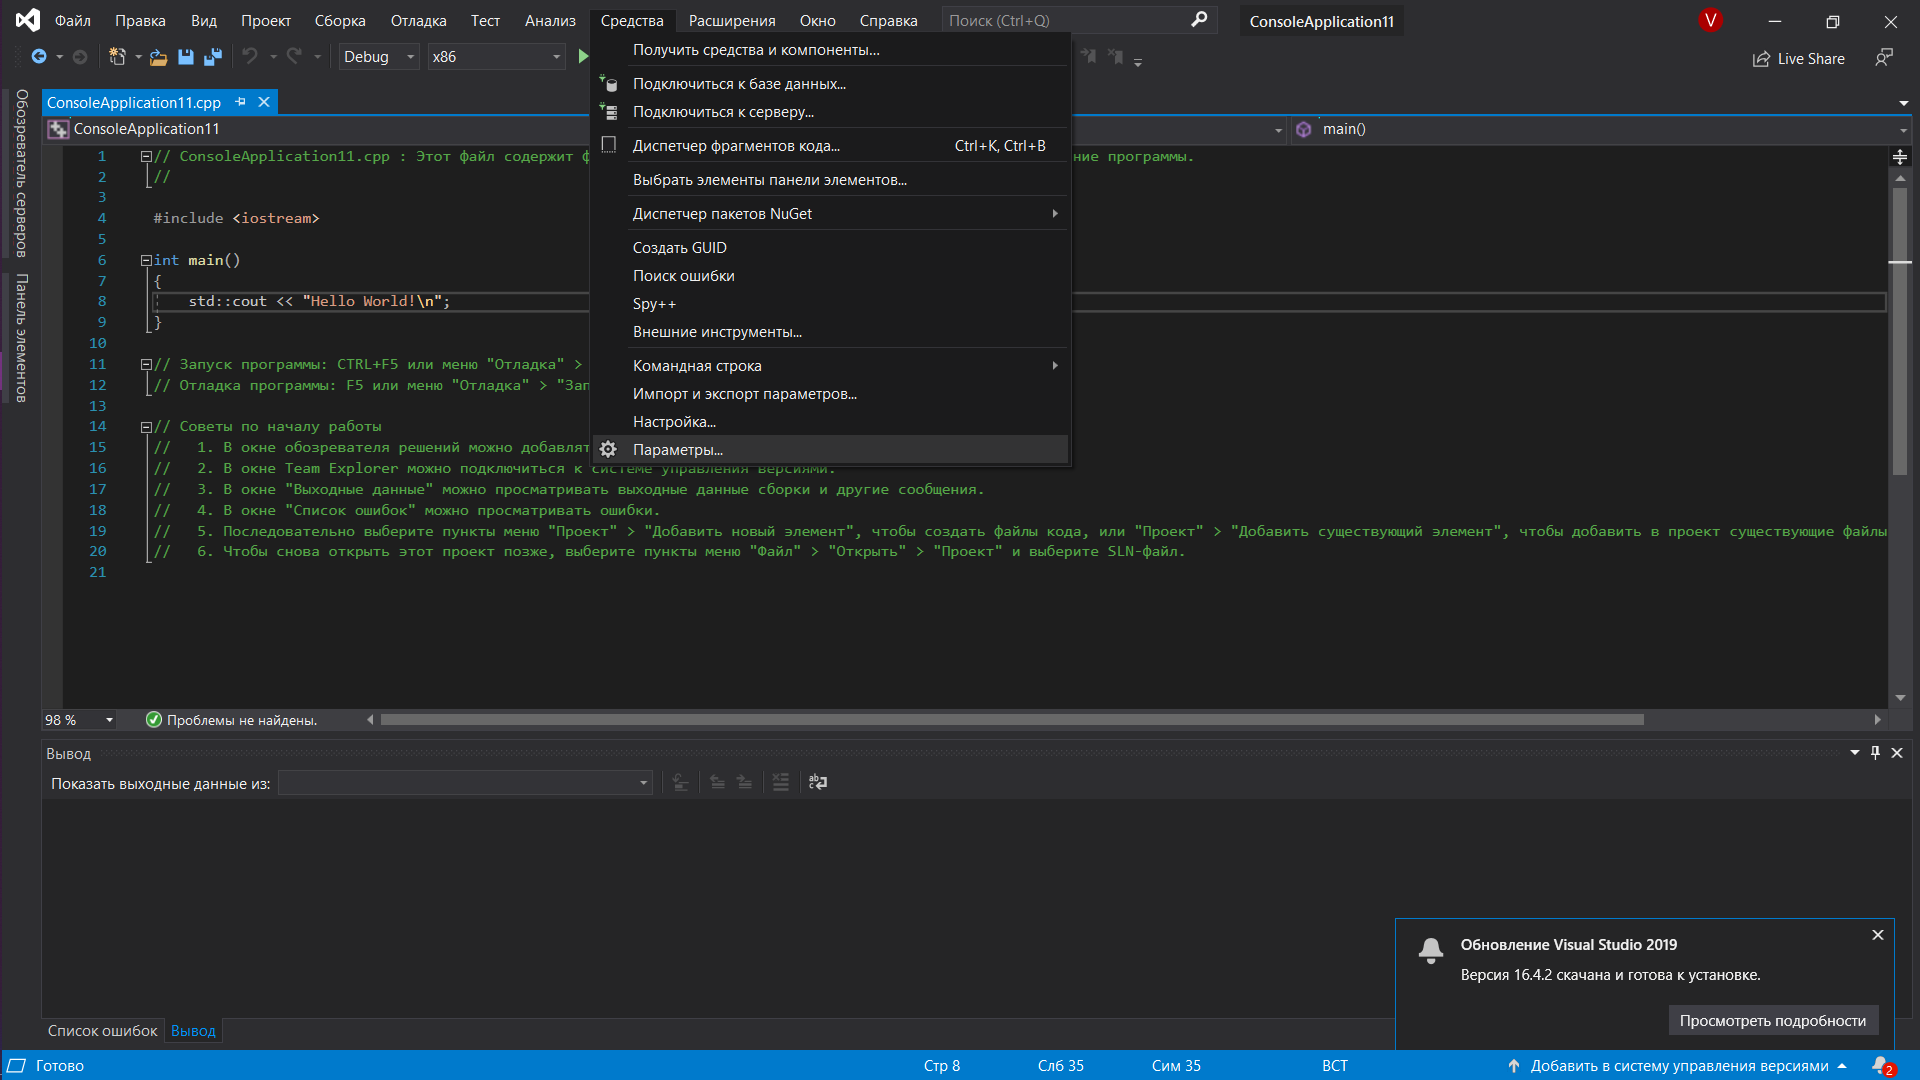 Файл Правка Вид Проект Сборка Отладка Тест Анализ Средства Расширения Окно Справка Поиск (Ctrl+Q) ConsoleApplication11 V
Debug x86 Live Share
Обозреватель серверов
Панель элементов
ConsoleApplication11.cpp
ConsoleApplication11 main()
Получить средства и компоненты...
Подключиться к базе данных...
Подключиться к серверу...
Диспетчер фрагментов кода... Ctrl+K, Ctrl+B
Выбрать элементы панели элементов...
Диспетчер пакетов NuGet
Создать GUID
Поиск ошибки
Spy++
Внешние инструменты...
Командная строка
Импорт и экспорт параметров...
Настройка...
Параметры...
1 // ConsoleApplication11.cpp : Этот файл содержит ние программы.
2 //
3
4 #include <iostream>
5
6 int main()
7 {
8 std::cout << "Hello World!\n";
9 }
10
11 // Запуск программы: CTRL+F5 или меню "Отладка" >
12 // Отладка программы: F5 или меню "Отладка" > "Зап
13
14 // Советы по началу работы
15 // 1. В окне обозревателя решений можно добавлят
16 // 2. В окне Team Explorer можно подключиться к системе управления версиями.
17 // 3. В окне "Выходные данные" можно просматривать выходные данные сборки и другие сообщения.
18 // 4. В окне "Список ошибок" можно просматривать ошибки.
19 // 5. Последовательно выберите пункты меню "Проект" > "Добавить новый элемент", чтобы создать файлы кода, или "Проект" > "Добавить существующий элемент", чтобы добавить в проект существующие файлы
20 // 6. Чтобы снова открыть этот проект позже, выберите пункты меню "Файл" > "Открыть" > "Проект" и выберите SLN-файл.
21
98 % Проблемы не найдены.
Вывод
Показать выходные данные из:
Обновление Visual Studio 2019
Версия 16.4.2 скачана и готова к установке.
Просмотреть подробности
Список ошибок Вывод
Готово Стр 8 Слб 35 Сим 35 ВСТ Добавить в систему управления версиями 2